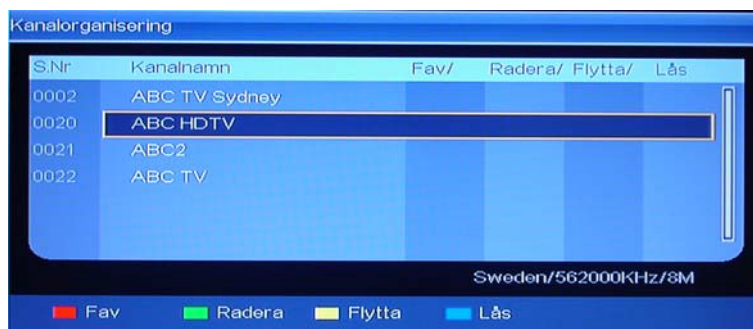 Kanalorganisering
S.Nr Kanalnamn Fav/ Radera/ Flytta/ Lås
0002 ABC TV Sydney
0020 ABC HDTV
0021 ABC2
0022 ABC TV
Sweden/562000KHz/8M
Fav Radera Flytta Lås